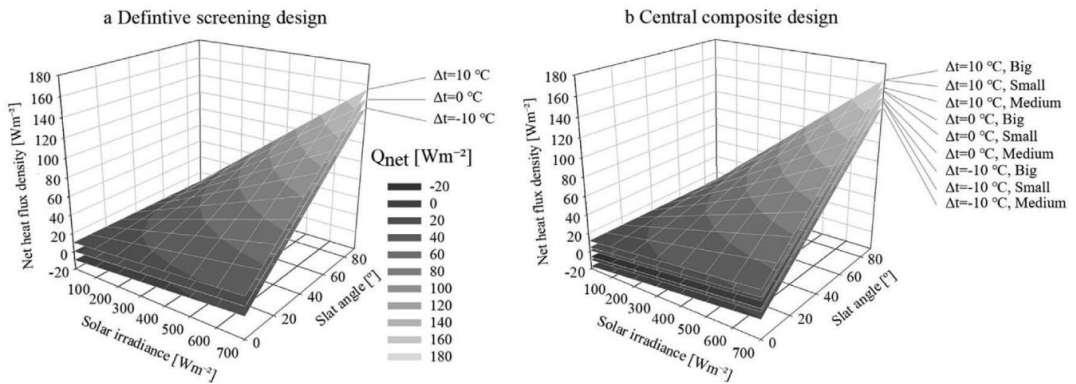 a Defintive screening design
180
160
140
120
100
80
60
40
20
0
-20
Net heat flux density [Wm⁻²]
100
200
300
400
500
600
700
Solar irradiance [Wm⁻²]
0
20
40
60
80
Slat angle [°]
Δt=10 °C
Δt=0 °C
Δt=-10 °C
Qnet [Wm⁻²]
-20
0
20
40
60
80
100
120
140
160
180
b Central composite design
180
160
140
120
100
80
60
40
20
0
-20
Net heat flux density [Wm⁻²]
100
200
300
400
500
600
700
Solar irradiance [Wm⁻²]
0
20
40
60
80
Slat angle [°]
Δt=10 °C, Big
Δt=10 °C, Small
Δt=10 °C, Medium
Δt=0 °C, Big
Δt=0 °C, Small
Δt=0 °C, Medium
Δt=-10 °C, Big
Δt=-10 °C, Small
Δt=-10 °C, Medium